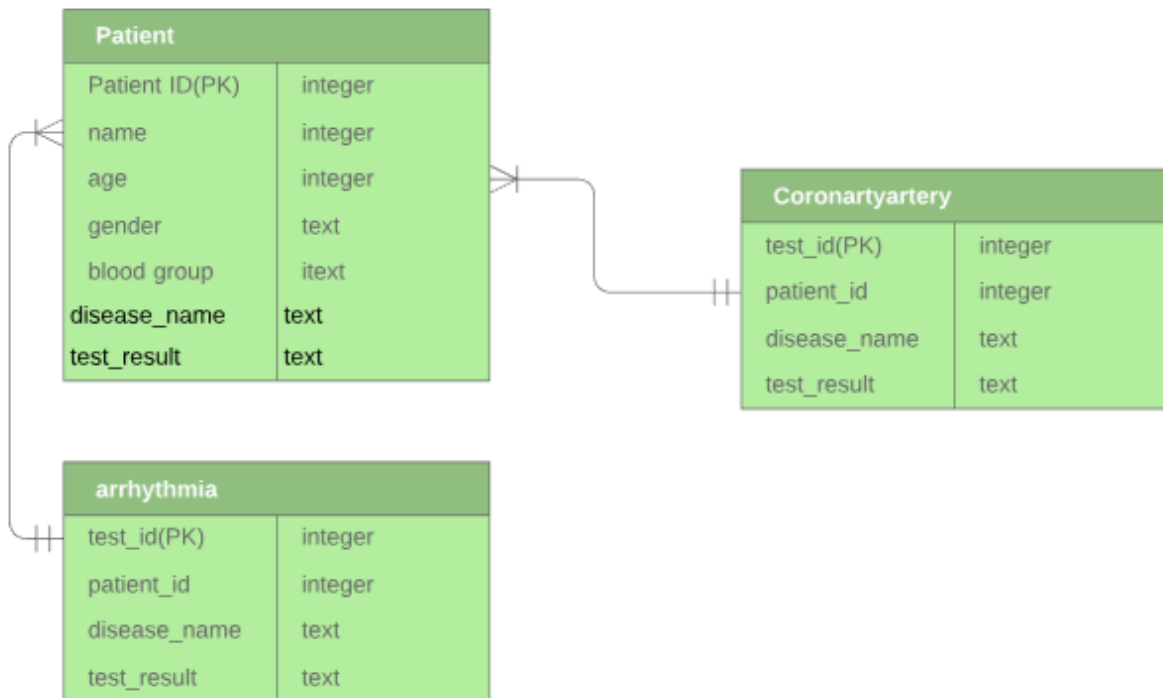 Patient
Patient ID(PK) integer
name integer
age integer
gender text
blood group itext
disease_name text
test_result text
Coronartyartery
test_id(PK) integer
patient_id integer
disease_name text
test_result text
arrhythmia
test_id(PK) integer
patient_id integer
disease_name text
test_result text